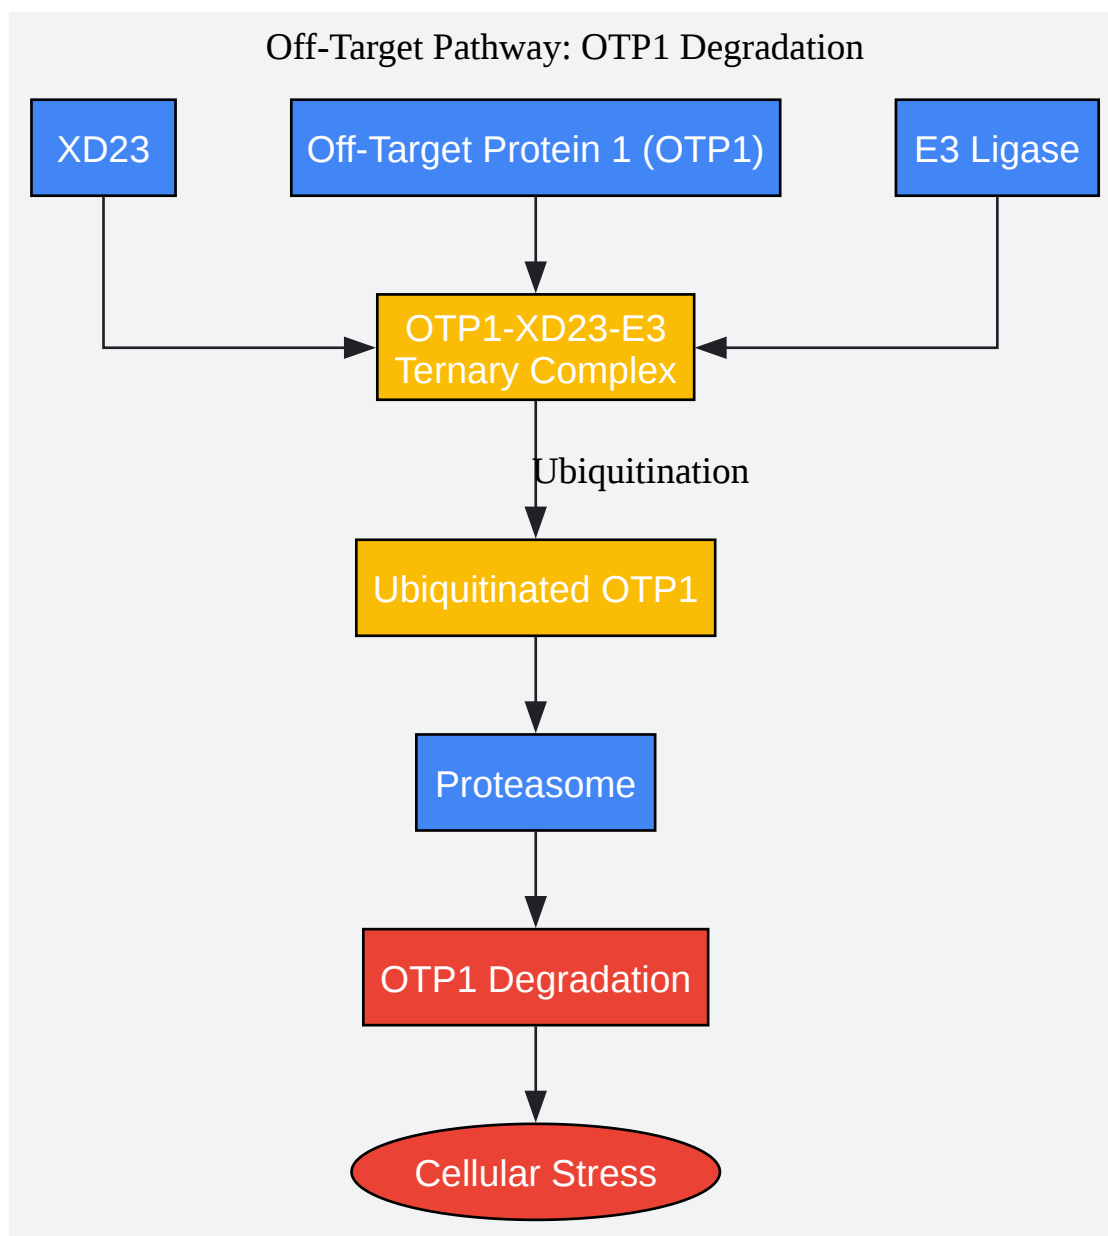 Off-Target Pathway: OTP1 Degradation
XD23
Off-Target Protein 1 (OTP1)
E3 Ligase
OTP1-XD23-E3
Ternary Complex
Ubiquitination
Ubiquitinated OTP1
Proteasome
OTP1 Degradation
Cellular Stress